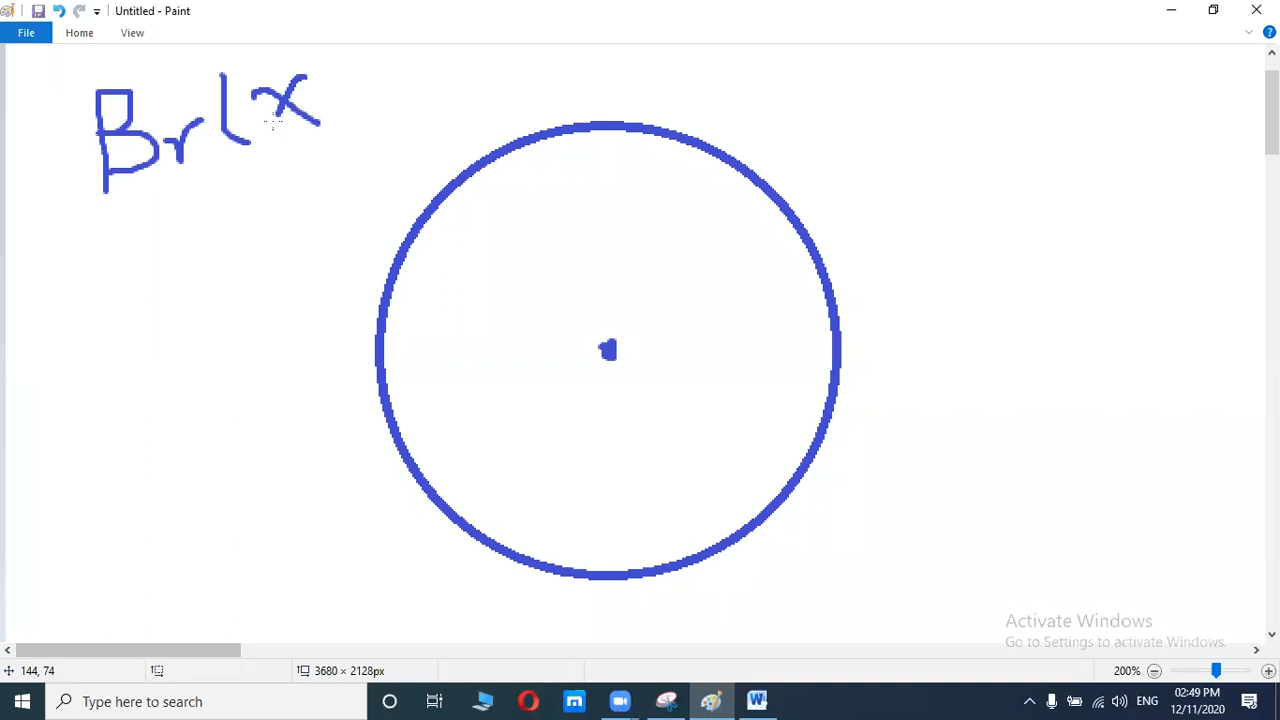 Untitled - Paint
File Home View
Brlx
Activate Windows
Go to Settings to activate Windows.
144, 74 3680 × 2128px 200%
Type here to search
ENG
02:49 PM
12/11/2020